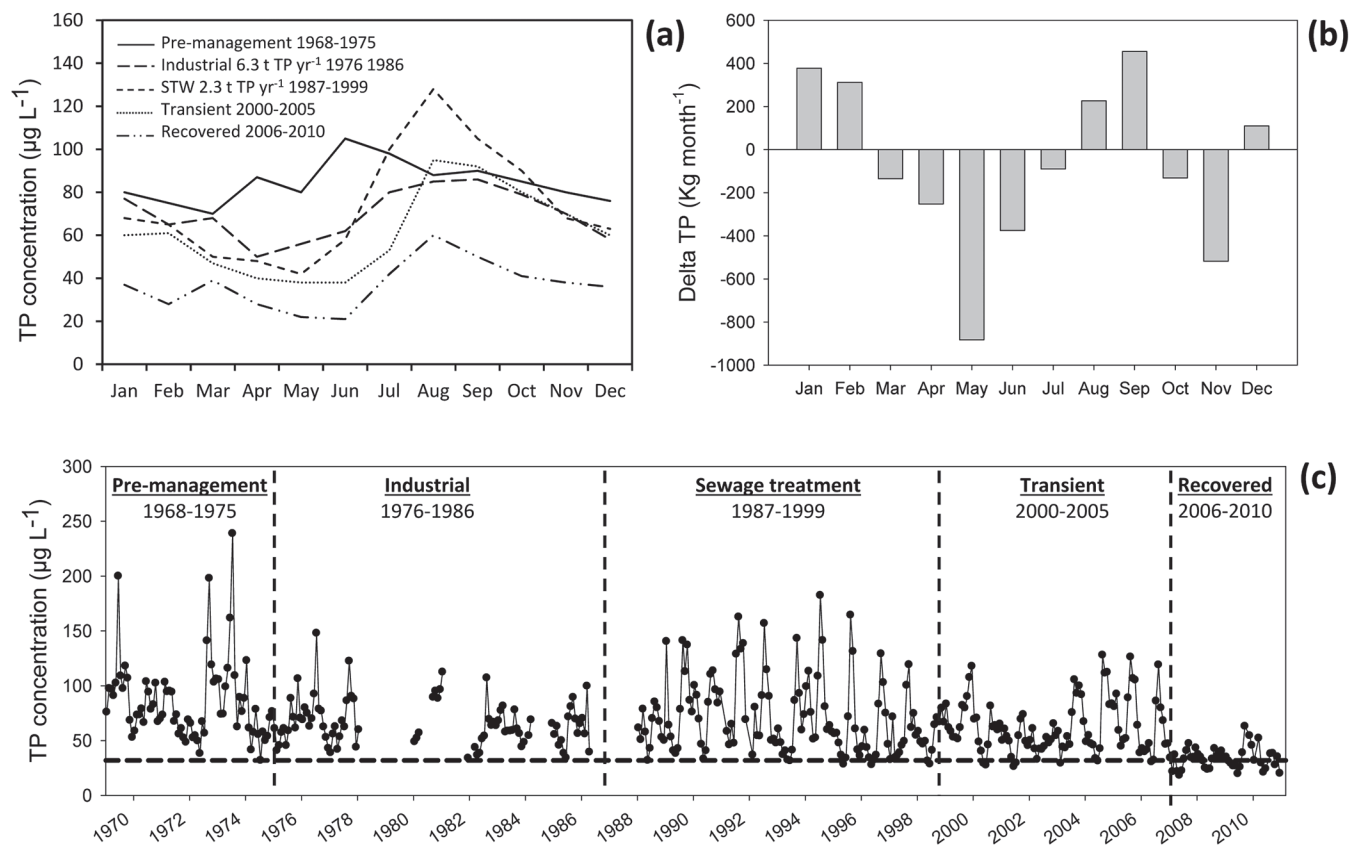 160
140
120
100
80
60
40
20
0
TP concentration (µg L⁻¹)
Pre-management 1968-1975
Industrial 6.3 t TP yr⁻¹ 1976 1986
STW 2.3 t TP yr⁻¹ 1987-1999
Transient 2000-2005
Recovered 2006-2010
Jan Feb Mar Apr May Jun Jul Aug Sep Oct Nov Dec
(a)
600
400
200
0
-200
-400
-600
-800
-1000
Delta TP (Kg month⁻¹)
Jan Feb Mar Apr May Jun Jul Aug Sep Oct Nov Dec
(b)
300
250
200
150
100
50
0
TP concentration (µg L⁻¹)
Pre-management
1968-1975
Industrial
1976-1986
Sewage treatment
1987-1999
Transient
2000-2005
Recovered
2006-2010
(c)
1970 1972 1974 1976 1978 1980 1982 1984 1986 1988 1990 1992 1994 1996 1998 2000 2002 2004 2006 2008 2010